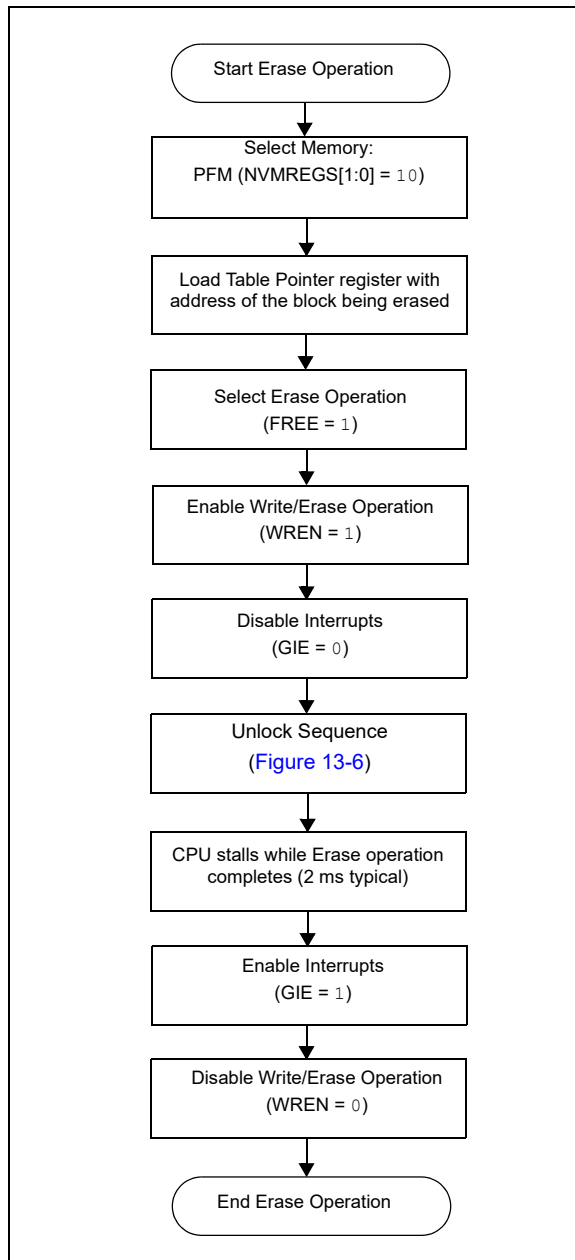 Start Erase Operation
Select Memory:
PFM (NVMREGS[1:0] = 10)
Load Table Pointer register with
address of the block being erased
Select Erase Operation
(FREE = 1)
Enable Write/Erase Operation
(WREN = 1)
Disable Interrupts
(GIE = 0)
Unlock Sequence
(Figure 13-6)
CPU stalls while Erase operation
completes (2 ms typical)
Enable Interrupts
(GIE = 1)
Disable Write/Erase Operation
(WREN = 0)
End Erase Operation